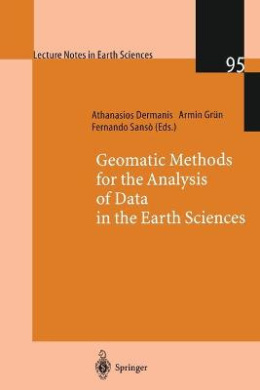 Lecture Notes in Earth Sciences
95
Athanasios Dermanis Armin Grün
Fernando Sansò (Eds.)
Geomatic Methods
for the Analysis
of Data
in the Earth Sciences
Springer